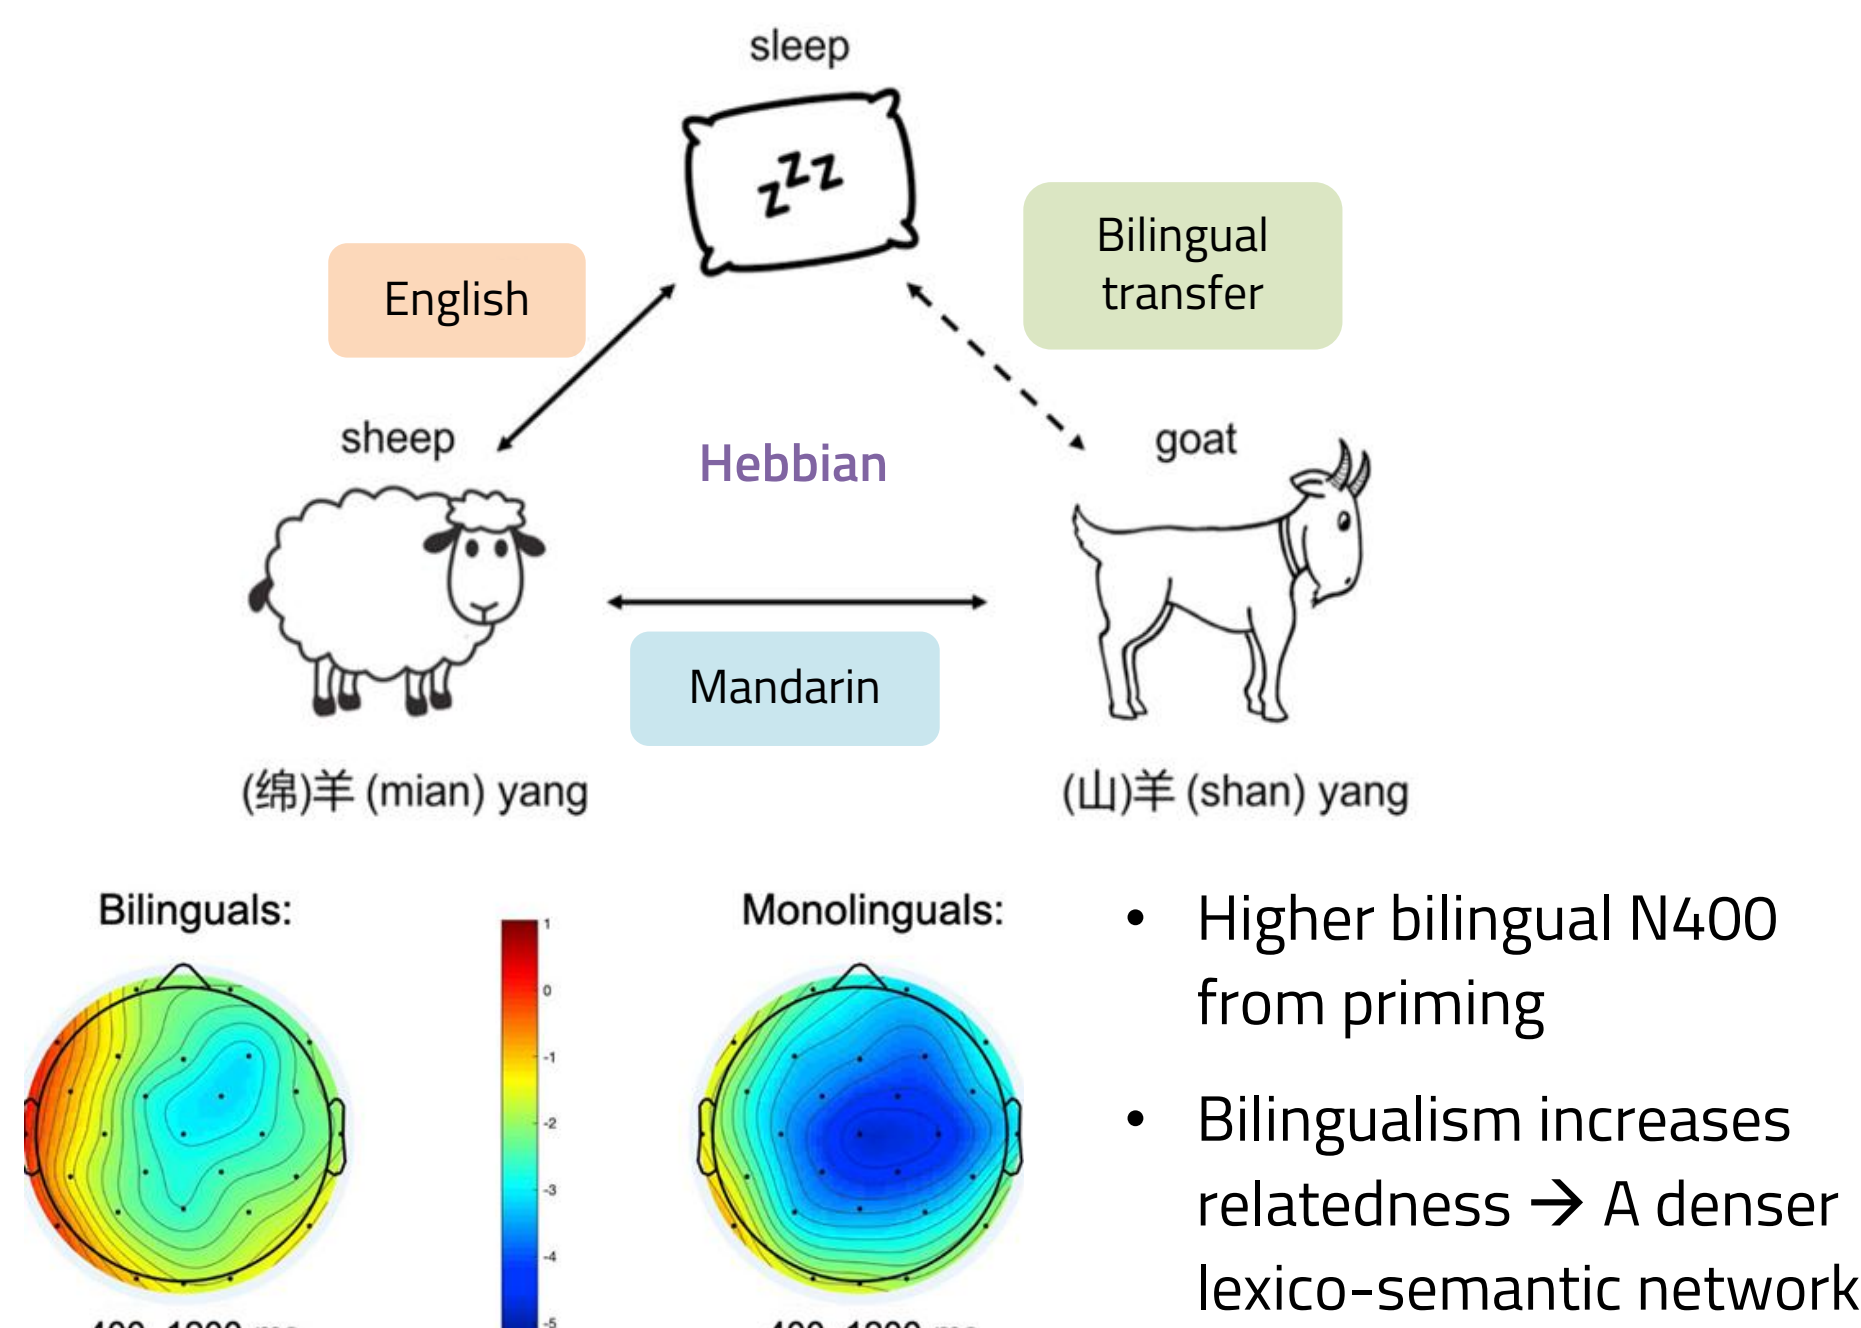 sleep
zzz
English
Bilingual
transfer
sheep
Hebbian
goat
Mandarin
(绵)羊 (mian) yang
(山)羊 (shan) yang
Bilinguals:
Monolinguals:
1
0
-1
-2
-3
-4
-5
• Higher bilingual N400
from priming
• Bilingualism increases
relatedness → A denser
lexico-semantic network